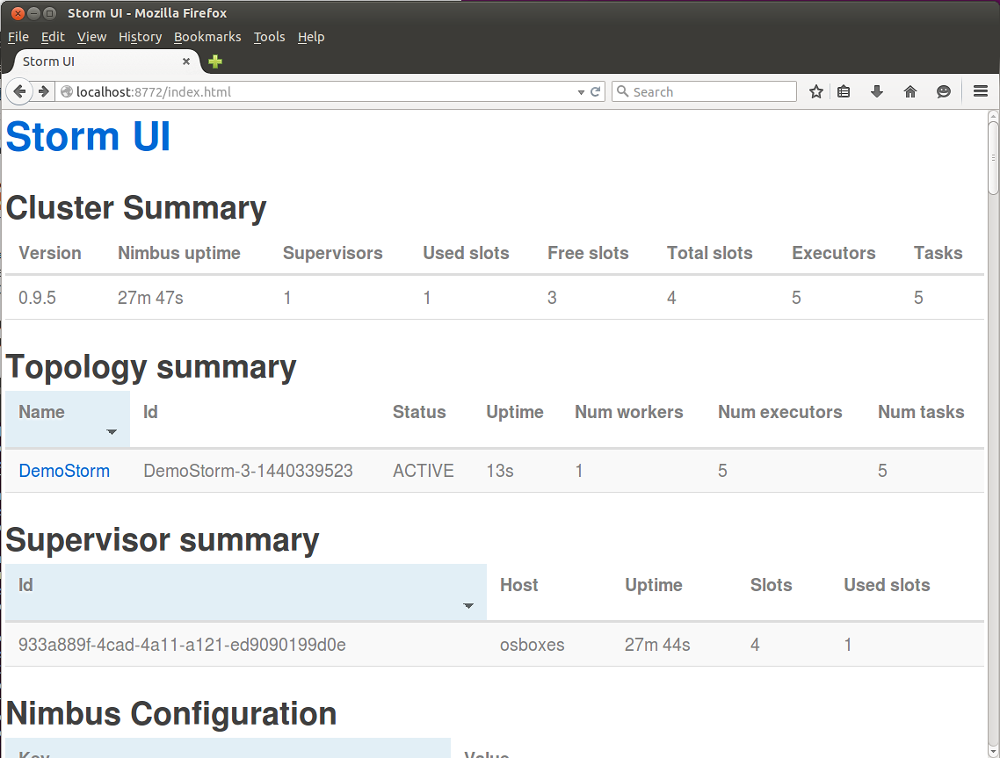 Storm UI - Mozilla Firefox
File Edit View History Bookmarks Tools Help
Storm UI
localhost:8772/index.html Search
Storm UI
Cluster Summary
Version Nimbus uptime Supervisors Used slots Free slots Total slots Executors Tasks
0.9.5 27m 47s 1 1 3 4 5 5
Topology summary
Name Id Status Uptime Num workers Num executors Num tasks
DemoStorm DemoStorm-3-1440339523 ACTIVE 13s 1 5 5
Supervisor summary
Id Host Uptime Slots Used slots
933a889f-4cad-4a11-a121-ed9090199d0e osboxes 27m 44s 4 1
Nimbus Configuration
Key Value